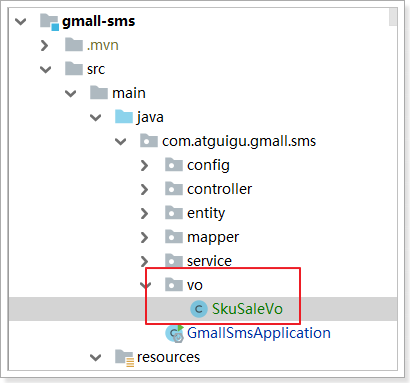 gmall-sms
.mvn
src
main
java
com.atguigu.gmall.sms
config
controller
entity
mapper
service
vo
SkuSaleVo
GmallSmsApplication
resources